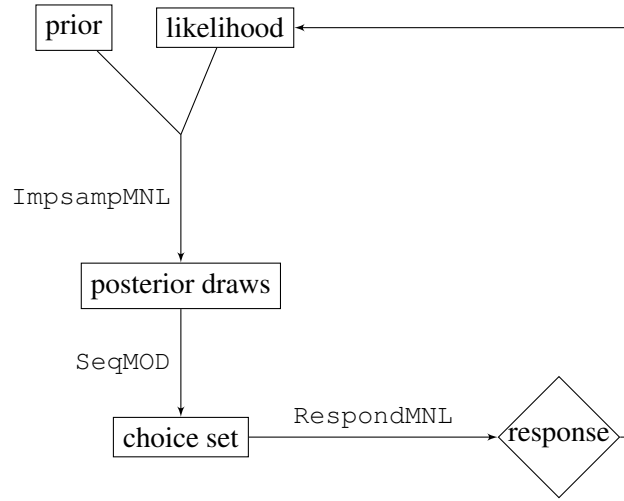 prior
likelihood
ImpsampMNL
posterior draws
SeqMOD
choice set
RespondMNL
response